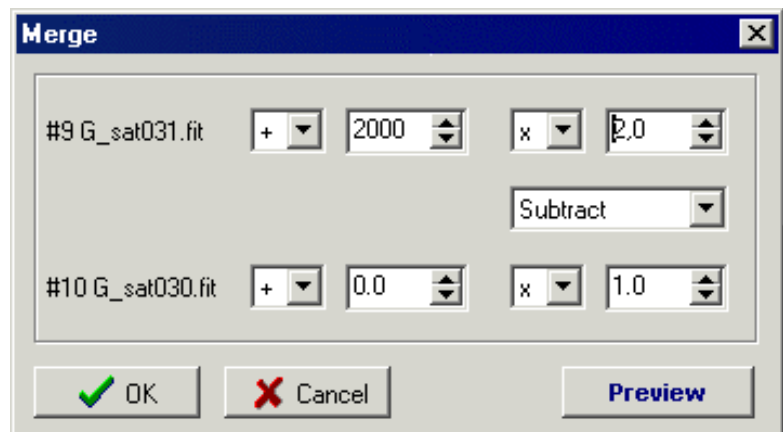 Merge
#9 G_sat031.fit + 2000 x 2,0
Subtract
#10 G_sat030.fit + 0.0 x 1.0
OK Cancel Preview